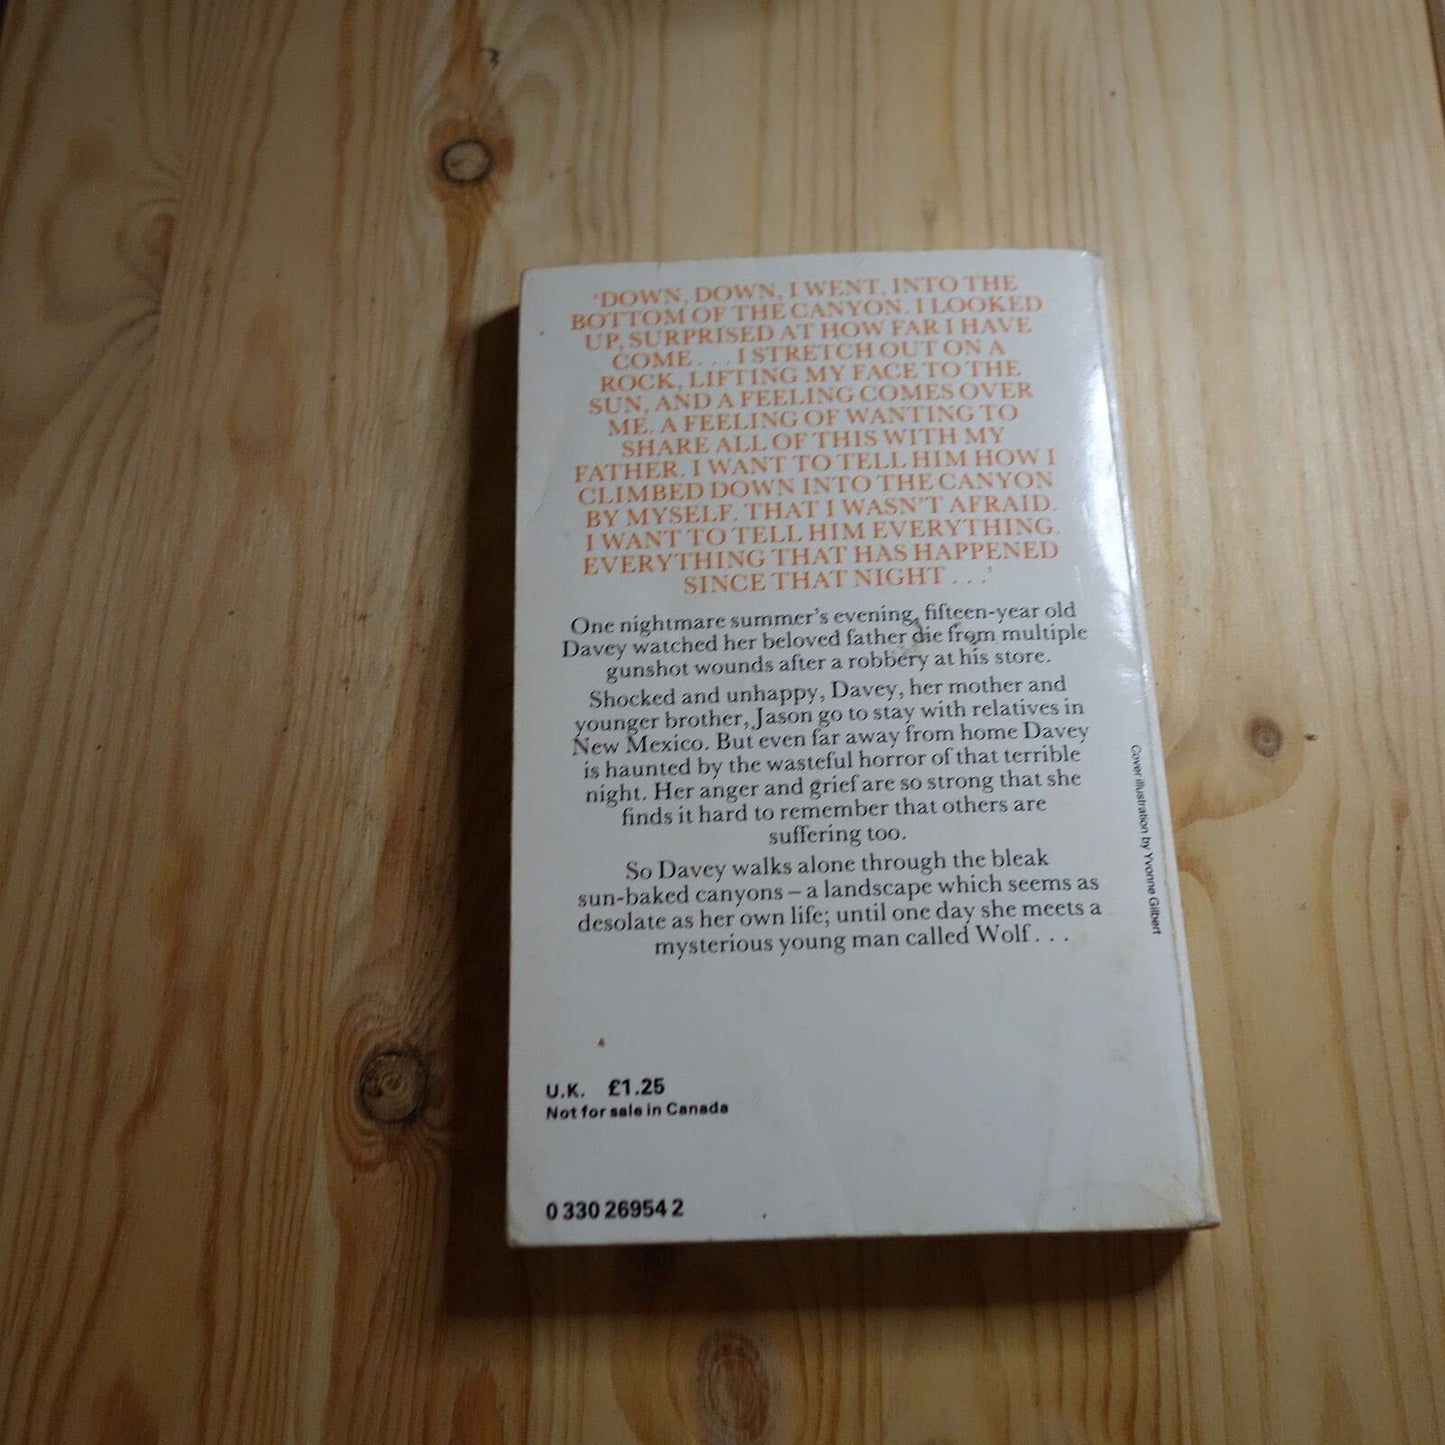 'DOWN, DOWN, I WENT, INTO THE
BOTTOM OF THE CANYON. I LOOKED
UP, SURPRISED AT HOW FAR I HAVE
COME . . . I STRETCH OUT ON A
ROCK, LIFTING MY FACE TO THE
SUN, AND A FEELING COMES OVER
ME. A FEELING OF WANTING TO
SHARE ALL OF THIS WITH MY
FATHER. I WANT TO TELL HIM HOW I
CLIMBED DOWN INTO THE CANYON
BY MYSELF. THAT I WASN'T AFRAID.
I WANT TO TELL HIM EVERYTHING.
EVERYTHING THAT HAS HAPPENED
SINCE THAT NIGHT . . .'
One nightmare summer's evening, fifteen-year old
Davey watched her beloved father die from multiple
gunshot wounds after a robbery at his store.
Shocked and unhappy, Davey, her mother and
younger brother, Jason go to stay with relatives in
New Mexico. But even far away from home Davey
is haunted by the wasteful horror of that terrible
night. Her anger and grief are so strong that she
finds it hard to remember that others are
suffering too.
So Davey walks alone through the bleak
sun-baked canyons – a landscape which seems as
desolate as her own life; until one day she meets a
mysterious young man called Wolf . . .
Cover illustration by Yvonne Gilbert
U.K. £1.25
Not for sale in Canada
0 330 26954 2